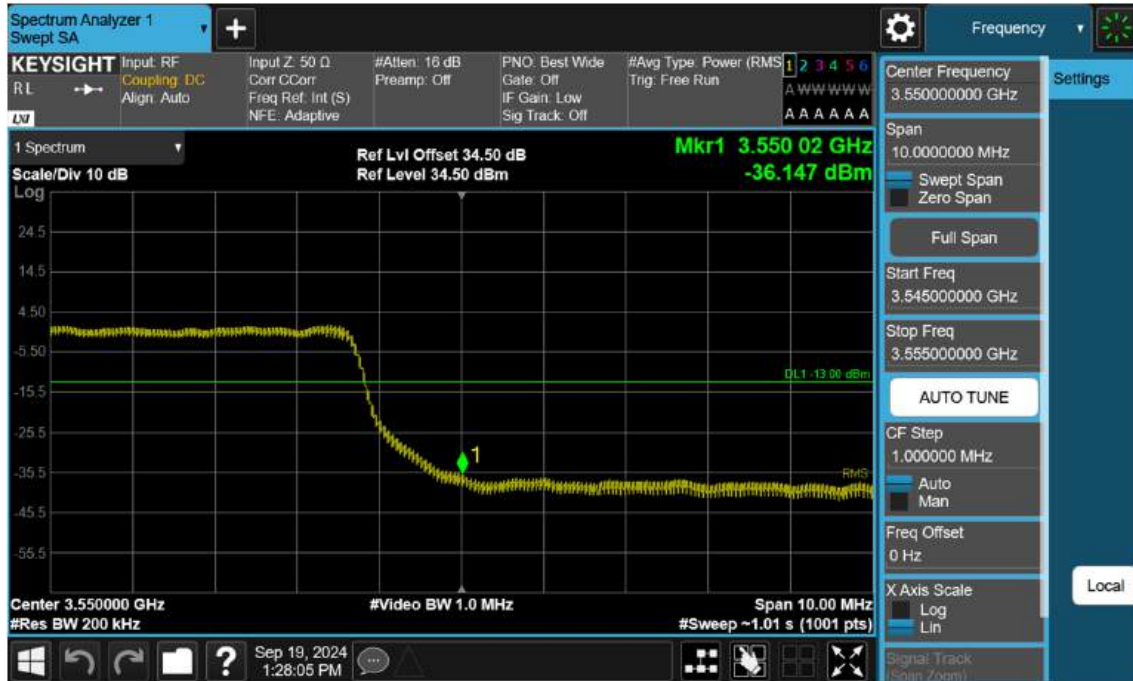 Spectrum Analyzer 1
Swept SA
+
Frequency
KEYSIGHT
RL
LXI
Input: RF
Coupling: DC
Align: Auto
Input Z: 50 Ω
Corr CCorr
Freq Ref: Int (S)
NFE: Adaptive
#Atten: 16 dB
Preamp: Off
PNO: Best Wide
Gate: Off
IF Gain: Low
Sig Track: Off
#Avg Type: Power (RMS
Trig: Free Run
1 2 3 4 5 6
A W W W W W
A A A A A A
1 Spectrum
Scale/Div 10 dB
Log
Ref Lvl Offset 34.50 dB
Ref Level 34.50 dBm
Mkr1 3.550 02 GHz
-36.147 dBm
24.5
14.5
4.50
-5.50
DL1 -13.00 dBm
-15.5
-25.5
1
-35.5
RMS
-45.5
-55.5
Center 3.550000 GHz
#Video BW 1.0 MHz
Span 10.00 MHz
#Res BW 200 kHz
#Sweep ~1.01 s (1001 pts)
?
Sep 19, 2024
1:28:05 PM
Center Frequency
3.550000000 GHz
Settings
Span
10.0000000 MHz
Swept Span
Zero Span
Full Span
Start Freq
3.545000000 GHz
Stop Freq
3.555000000 GHz
AUTO TUNE
CF Step
1.000000 MHz
Auto
Man
Freq Offset
0 Hz
X Axis Scale
Log
Lin
Local
Signal Track
(Span Zoom)